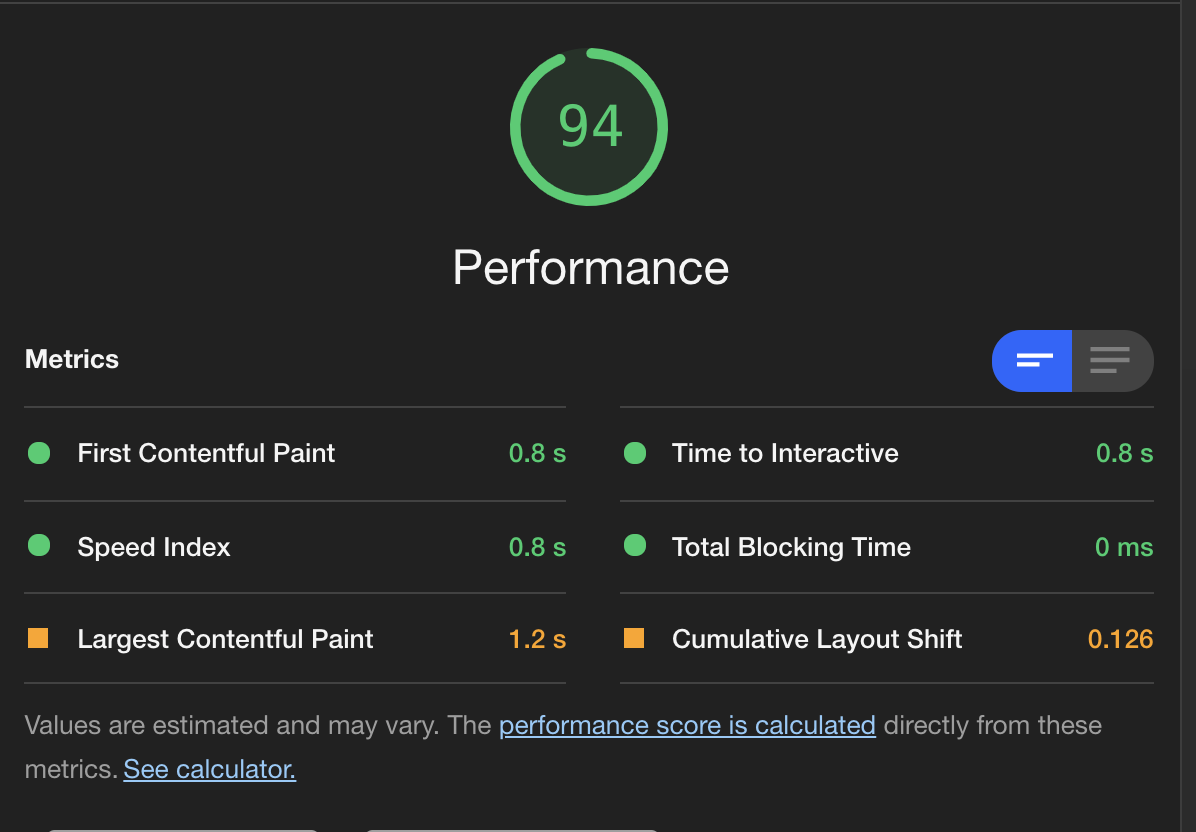 94
Performance
Metrics
First Contentful Paint 0.8 s
Time to Interactive 0.8 s
Speed Index 0.8 s
Total Blocking Time 0 ms
Largest Contentful Paint 1.2 s
Cumulative Layout Shift 0.126
Values are estimated and may vary. The performance score is calculated directly from these
metrics. See calculator.